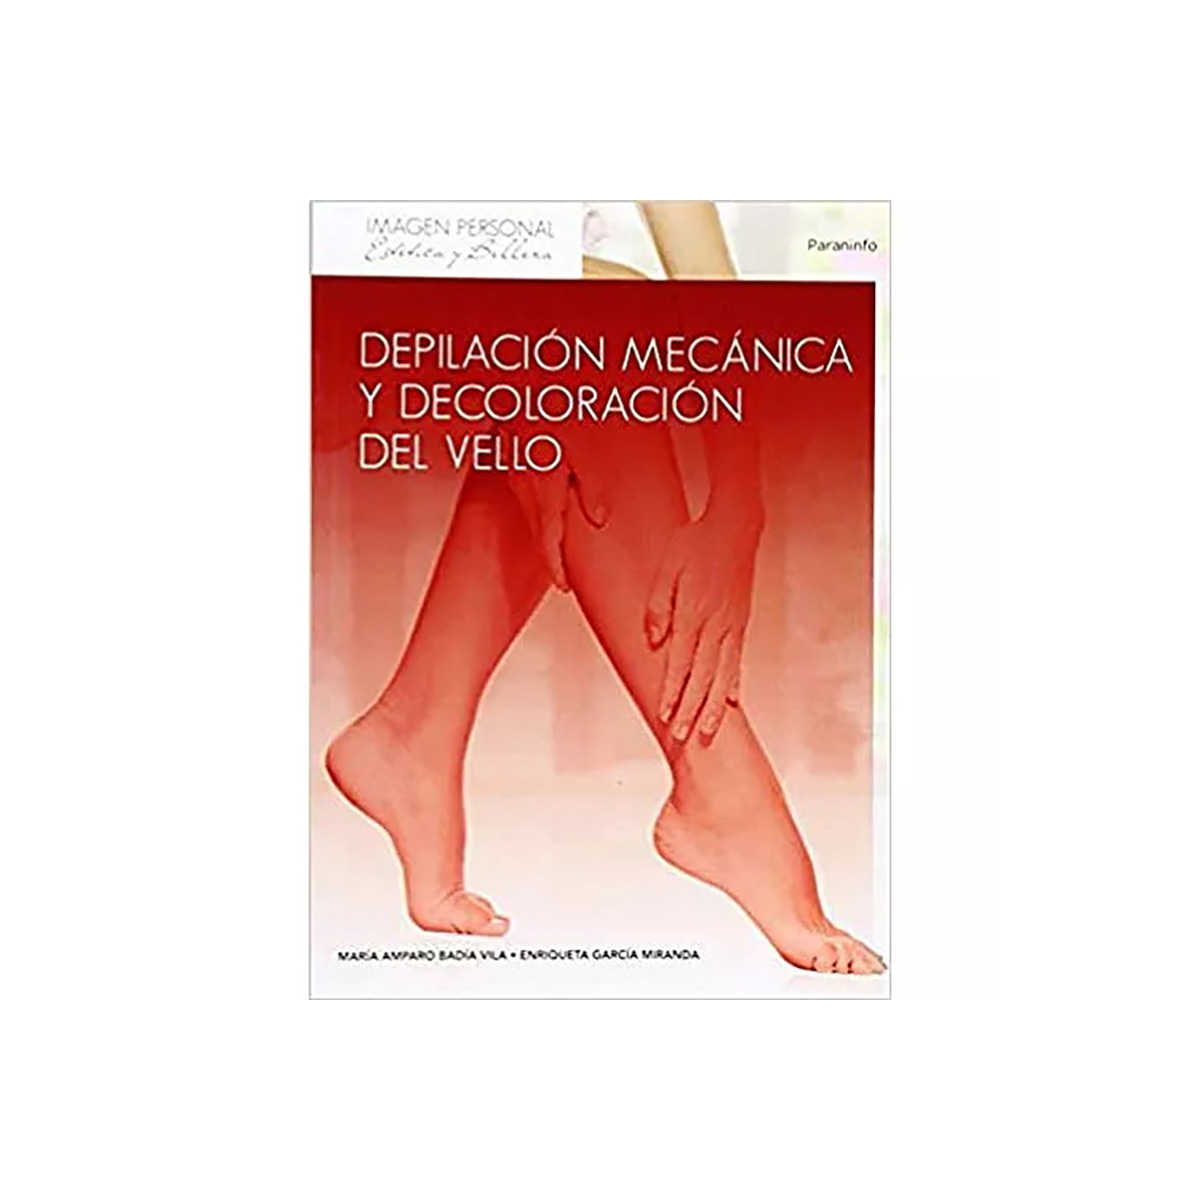 IMAGEN PERSONAL
Estética y Belleza
Paraninfo
DEPILACIÓN MECÁNICA
Y DECOLORACIÓN
DEL VELLO
MARÍA AMPARO BADÍA VILA • ENRIQUETA GARCÍA MIRANDA